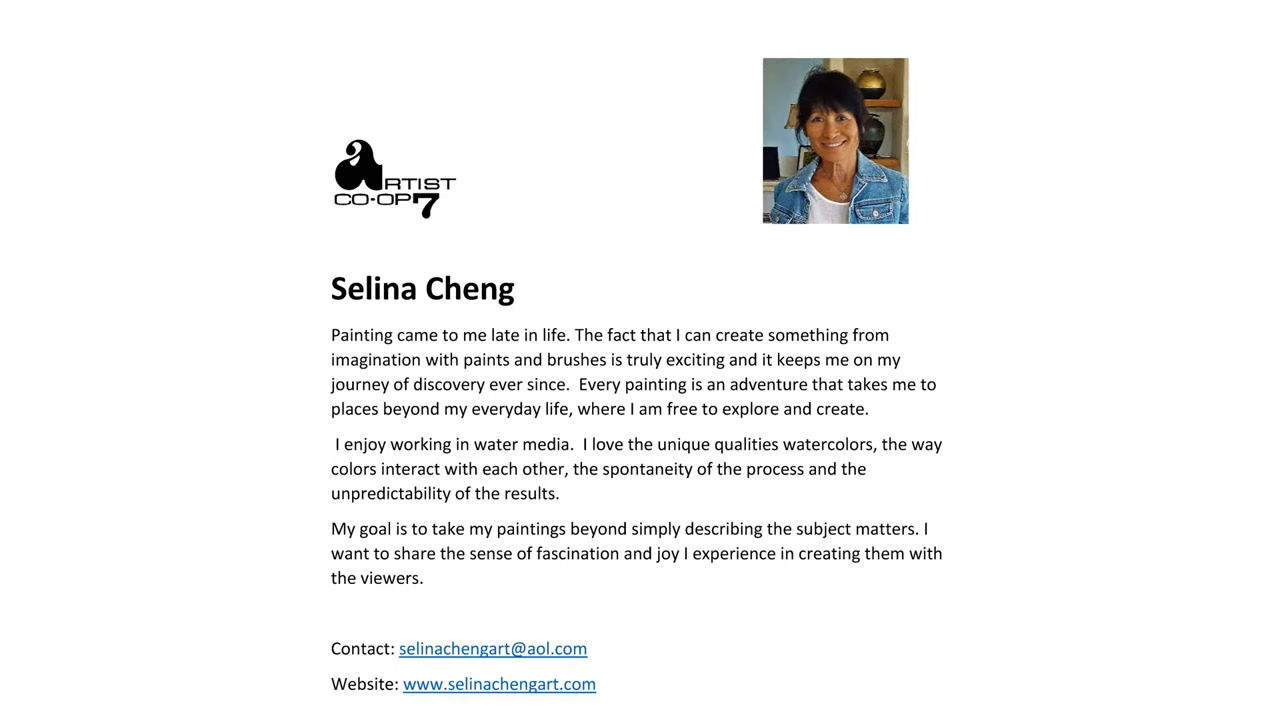 ARTIST
CO-OP7
Selina Cheng
Painting came to me late in life. The fact that I can create something from
imagination with paints and brushes is truly exciting and it keeps me on my
journey of discovery ever since.  Every painting is an adventure that takes me to
places beyond my everyday life, where I am free to explore and create.
I enjoy working in water media.  I love the unique qualities watercolors, the way
colors interact with each other, the spontaneity of the process and the
unpredictability of the results.
My goal is to take my paintings beyond simply describing the subject matters. I
want to share the sense of fascination and joy I experience in creating them with
the viewers.
Contact: selinachengart@aol.com
Website: www.selinachengart.com